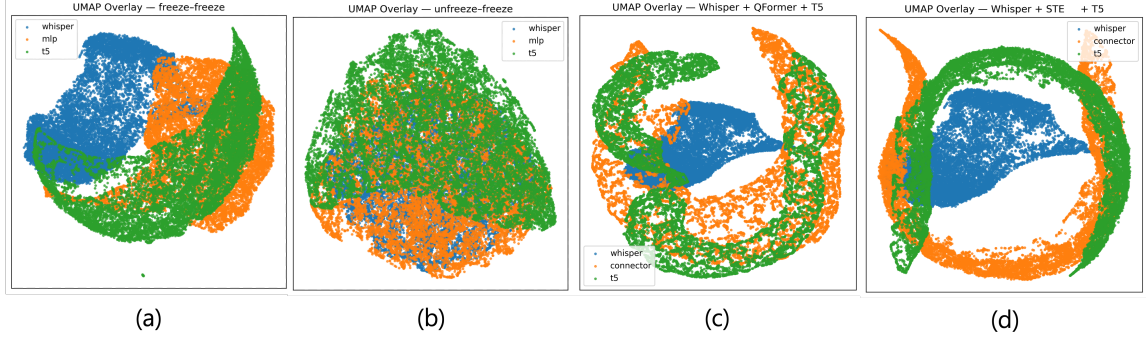 UMAP Overlay — freeze–freeze
whisper
mlp
t5
(a)
UMAP Overlay — unfreeze–freeze
whisper
mlp
t5
(b)
UMAP Overlay — Whisper + QFormer + T5
whisper
connector
t5
(c)
UMAP Overlay — Whisper + STE + T5
whisper
connector
t5
(d)